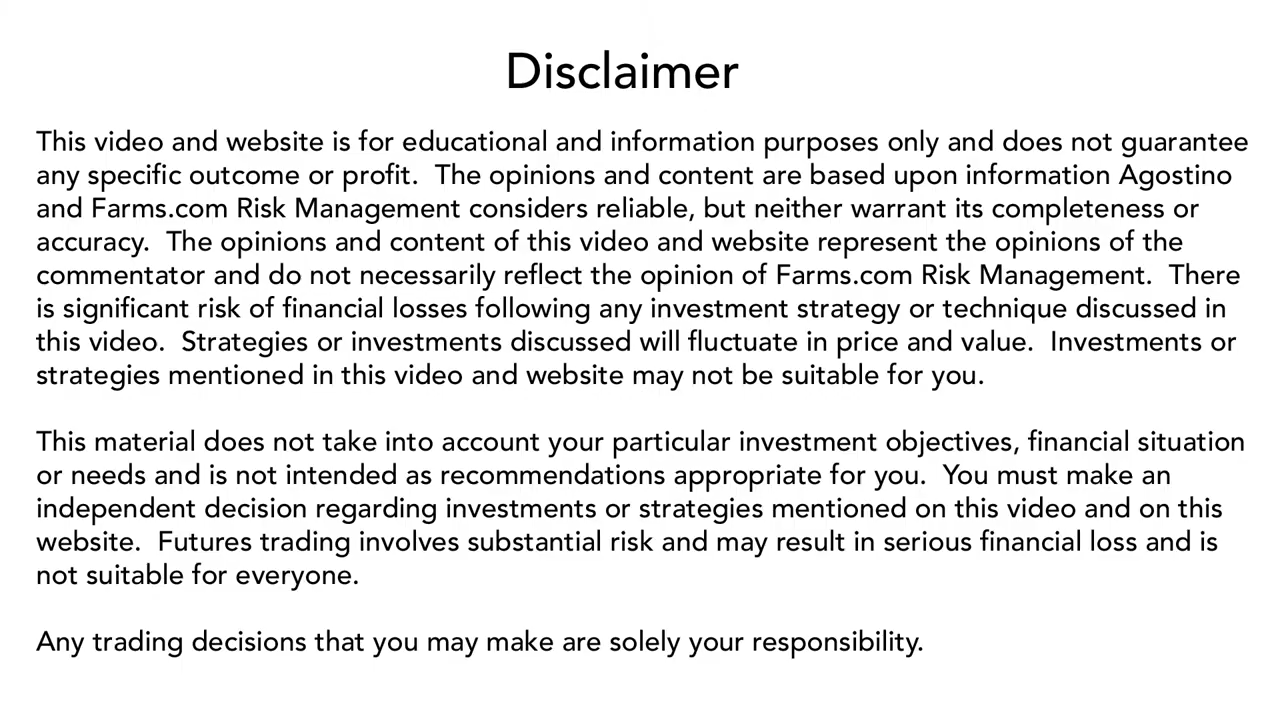 Disclaimer
This video and website is for educational and information purposes only and does not guarantee
any specific outcome or profit.  The opinions and content are based upon information Agostino
and Farms.com Risk Management considers reliable, but neither warrant its completeness or
accuracy.  The opinions and content of this video and website represent the opinions of the
commentator and do not necessarily reflect the opinion of Farms.com Risk Management.  There
is significant risk of financial losses following any investment strategy or technique discussed in
this video.  Strategies or investments discussed will fluctuate in price and value.  Investments or
strategies mentioned in this video and website may not be suitable for you.
This material does not take into account your particular investment objectives, financial situation
or needs and is not intended as recommendations appropriate for you.  You must make an
independent decision regarding investments or strategies mentioned on this video and on this
website.  Futures trading involves substantial risk and may result in serious financial loss and is
not suitable for everyone.
Any trading decisions that you may make are solely your responsibility.